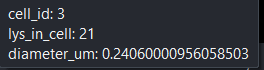 cell_id: 3
lys_in_cell: 21
diameter_um: 0.24060000956058503